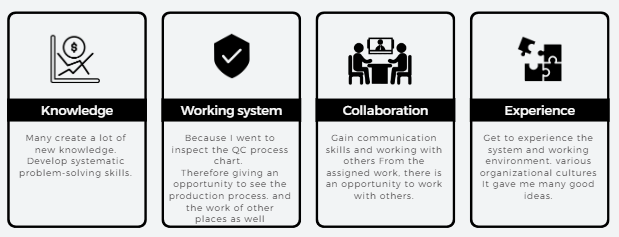 Knowledge
Many create a lot of
new knowledge.
Develop systematic
problem-solving skills.
Working system
Because I went to
inspect the QC process
chart.
Therefore giving an
opportunity to see the
production process. and
the work of other
places as well
Collaboration
Gain communication
skills and working with
others From the
assigned work, there is
an opportunity to work
with others.
Experience
Get to experience the
system and working
environment. various
organizational cultures
It gave me many good
ideas.